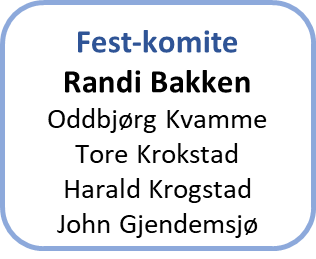 Fest-komite
Randi Bakken
Oddbjørg Kvamme
Tore Krokstad
Harald Krogstad
John Gjendemsjø